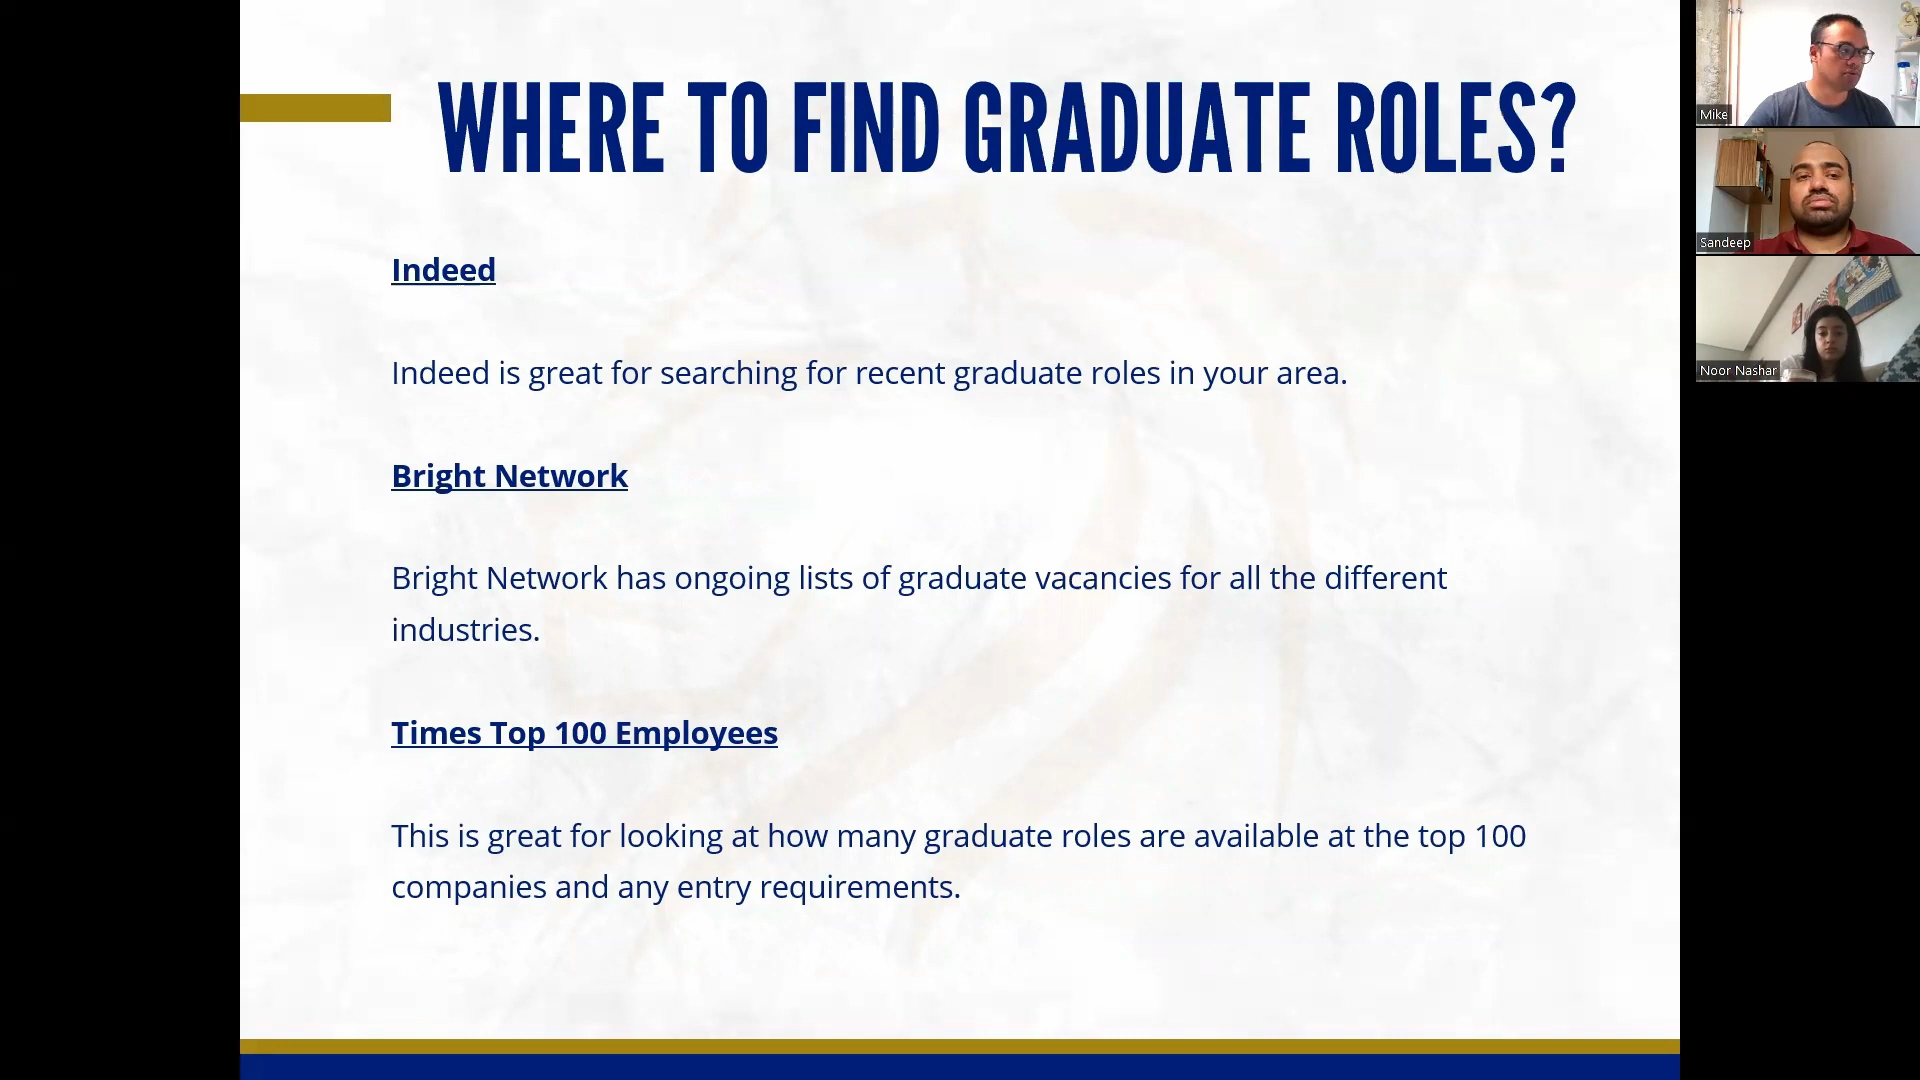 WHERE TO FIND GRADUATE ROLES?
Indeed
Indeed is great for searching for recent graduate roles in your area.
Bright Network
Bright Network has ongoing lists of graduate vacancies for all the different
industries.
Times Top 100 Employees
This is great for looking at how many graduate roles are available at the top 100
companies and any entry requirements.
Mike
Sandeep
Noor Nashar